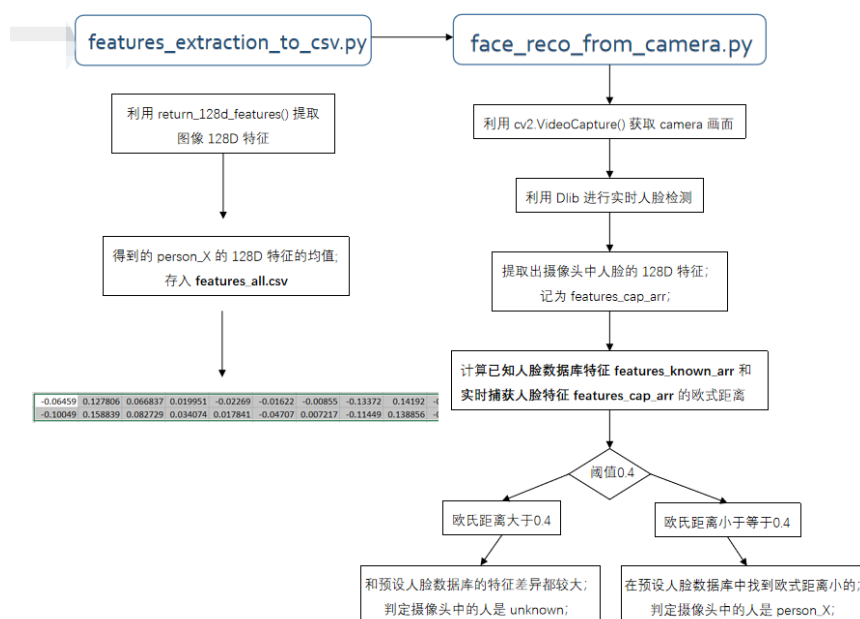 features_extraction_to_csv.py
face_reco_from_camera.py
利用 return_128d_features() 提取
图像 128D 特征
得到的 person_X 的 128D 特征的均值;
存入 features_all.csv
-0.06459 0.127806 0.066837 0.019951 -0.02269 -0.01622 -0.00855 -0.13372 0.14192
-0.10049 0.158839 0.082729 0.034074 0.017841 -0.04707 0.007217 -0.11449 0.138856
利用 cv2.VideoCapture() 获取 camera 画面
利用 Dlib 进行实时人脸检测
提取出摄像头中人脸的 128D 特征;
记为 features_cap_arr;
计算已知人脸数据库特征 features_known_arr 和
实时捕获人脸特征 features_cap_arr 的欧式距离
阈值0.4
欧氏距离大于0.4
欧氏距离小于等于0.4
和预设人脸数据库的特征差异都较大;
判定摄像头中的人是 unknown;
在预设人脸数据库中找到欧式距离小的;
判定摄像头中的人是 person_X;